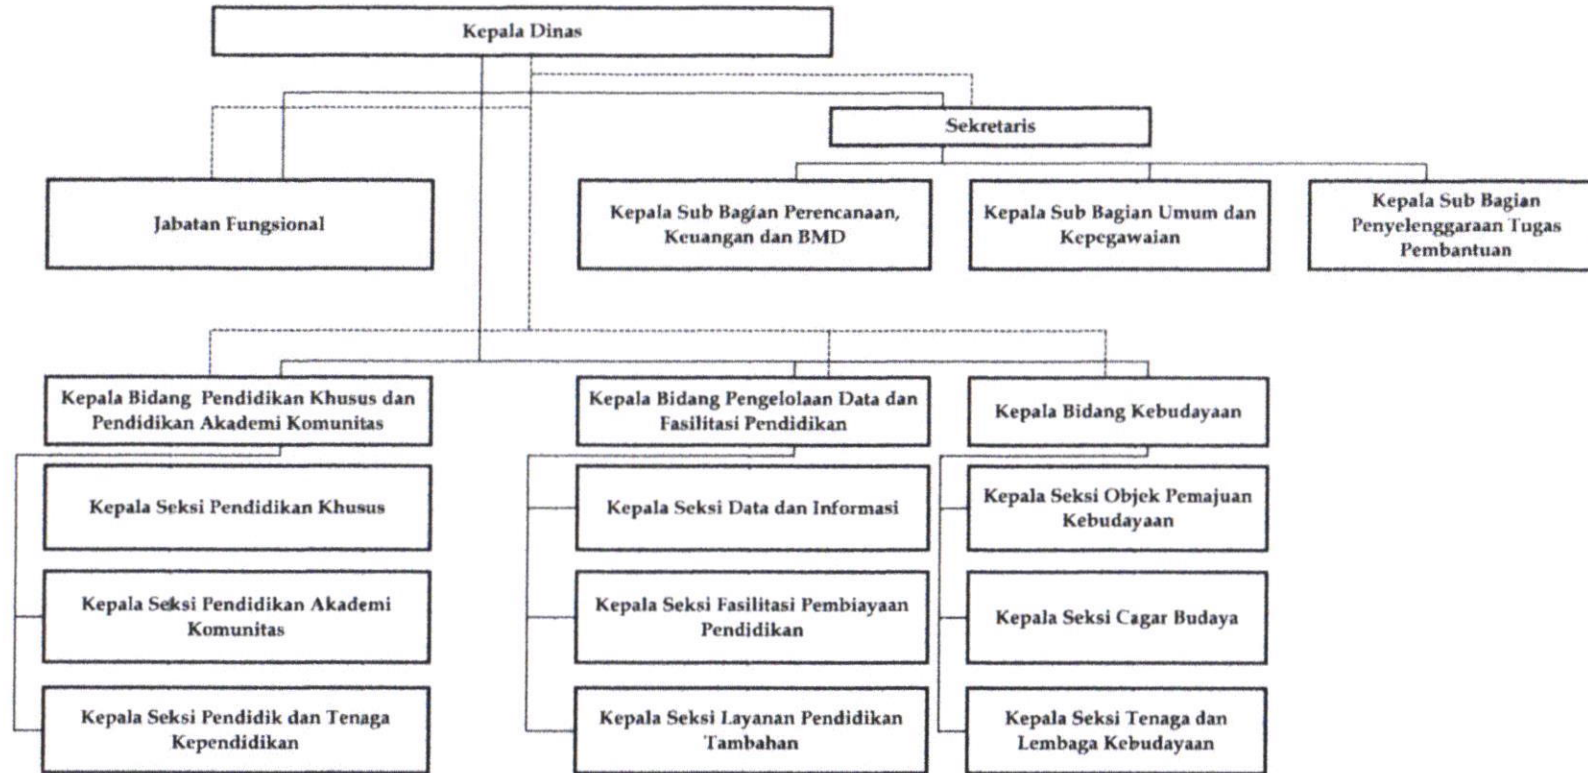 Kepala Dinas
Sekretaris
Jabatan Fungsional
Kepala Sub Bagian Perencanaan,
Keuangan dan BMD
Kepala Sub Bagian Umum dan
Kepegawaian
Kepala Sub Bagian
Penyelenggaraan Tugas
Pembantuan
Kepala Bidang Pendidikan Khusus dan
Pendidikan Akademi Komunitas
Kepala Bidang Pengelolaan Data dan
Fasilitasi Pendidikan
Kepala Bidang Kebudayaan
Kepala Seksi Pendidikan Khusus
Kepala Seksi Data dan Informasi
Kepala Seksi Objek Pemajuan
Kebudayaan
Kepala Seksi Pendidikan Akademi
Komunitas
Kepala Seksi Fasilitasi Pembiayaan
Pendidikan
Kepala Seksi Cagar Budaya
Kepala Seksi Pendidik dan Tenaga
Kependidikan
Kepala Seksi Layanan Pendidikan
Tambahan
Kepala Seksi Tenaga dan
Lembaga Kebudayaan